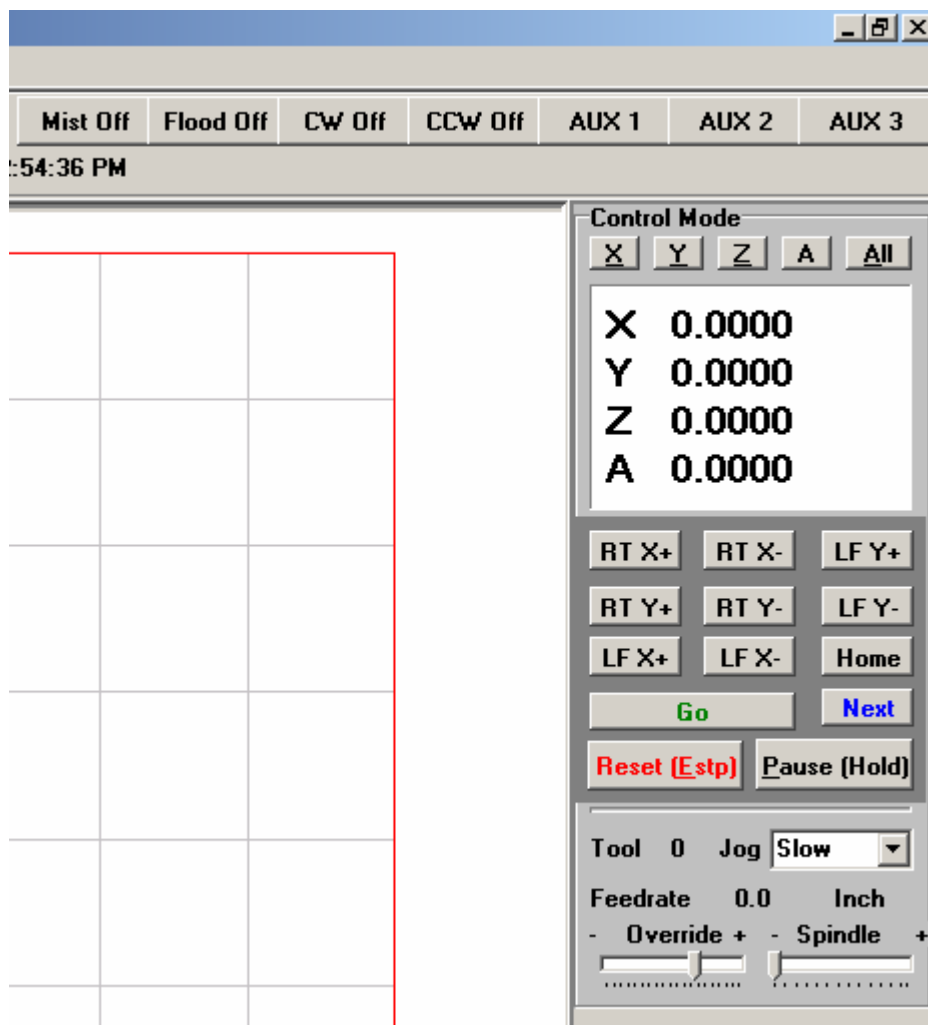 Mist Off Flood Off CW Off CCW Off AUX 1 AUX 2 AUX 3
:54:36 PM
Control Mode
X Y Z A All
X 0.0000
Y 0.0000
Z 0.0000
A 0.0000
RT X+ RT X- LF Y+
RT Y+ RT Y- LF Y-
LF X+ LF X- Home
Go Next
Reset (Estp) Pause (Hold)
Tool 0 Jog Slow
Feedrate 0.0 Inch
- Override + - Spindle +